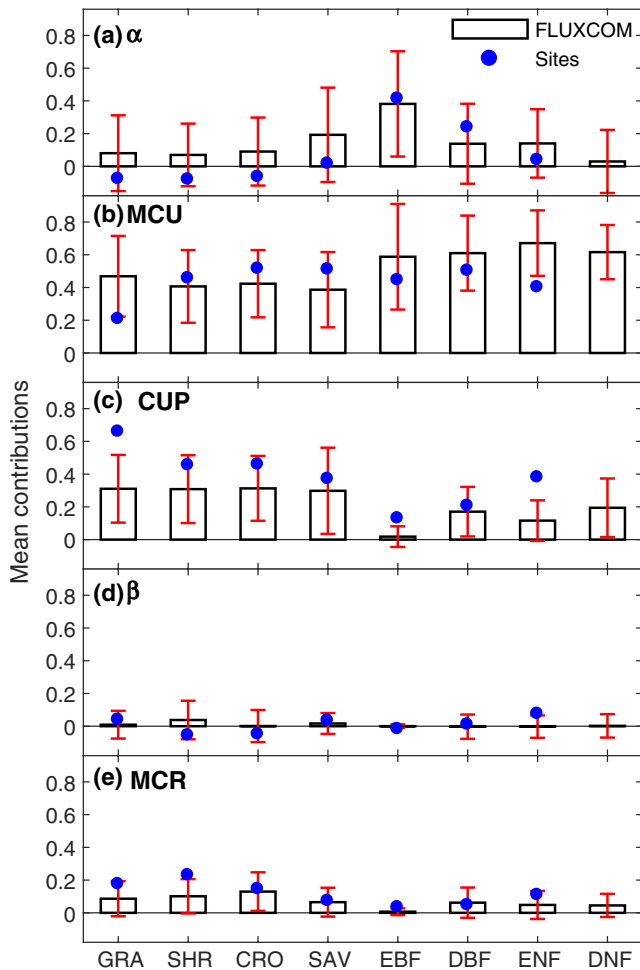 (a) α
FLUXCOM
Sites
0.8
0.6
0.4
0.2
0
(b) MCU
0.8
0.6
0.4
0.2
0
(c) CUP
0.8
0.6
0.4
0.2
0
Mean contributions
(d) β
0.8
0.6
0.4
0.2
0
(e) MCR
0.8
0.6
0.4
0.2
0
GRA SHR CRO SAV EBF DBF ENF DNF